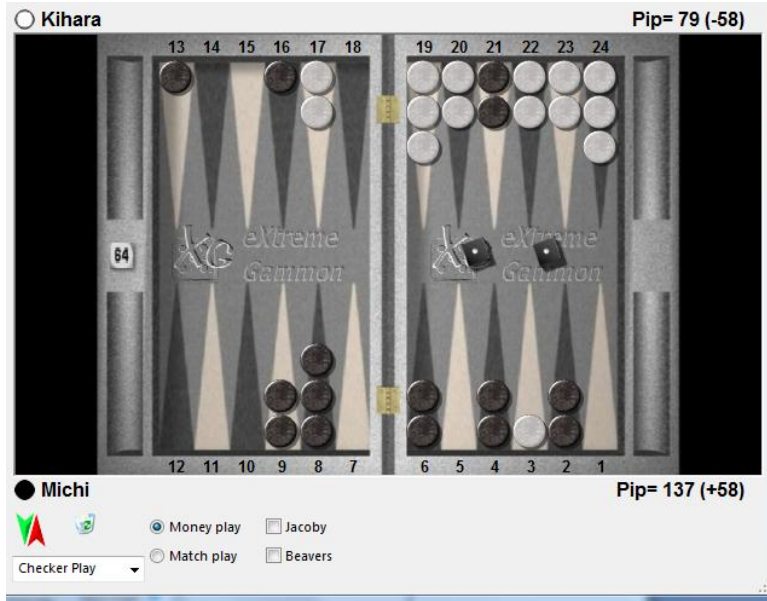 Kihara Pip= 79 (-58)
13 14 15 16 17 18 19 20 21 22 23 24
64
eXtreme eXtreme
XG XG
Gammon Gammon
12 11 10 9 8 7 6 5 4 3 2 1
Michi Pip= 137 (+58)
Money play Jacoby
Match play Beavers
Checker Play